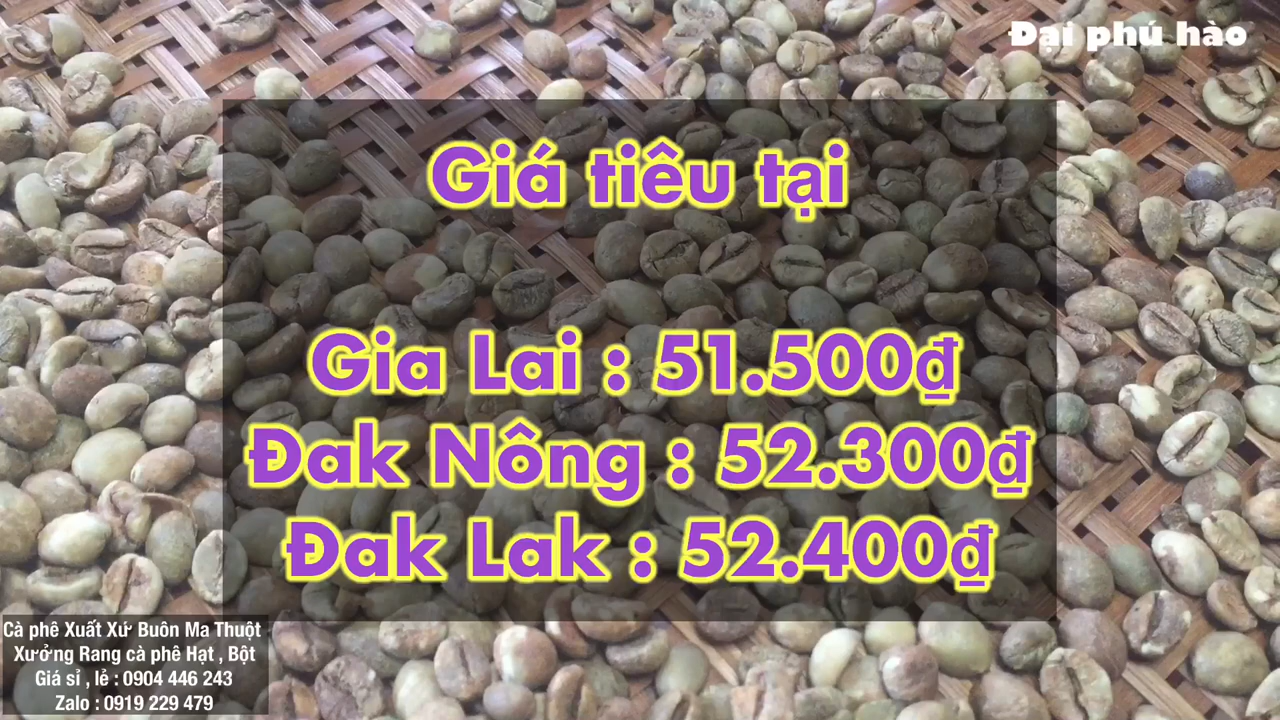 Đại phú hào
Giá tiêu tại
Gia Lai : 51.500₫
Đak Nông : 52.300₫
Đak Lak : 52.400₫
Cà phê Xuất Xứ Buôn Ma Thuột
Xưởng Rang cà phê Hạt , Bột
Giá sỉ , lẻ : 0904 446 243
Zalo : 0919 229 479